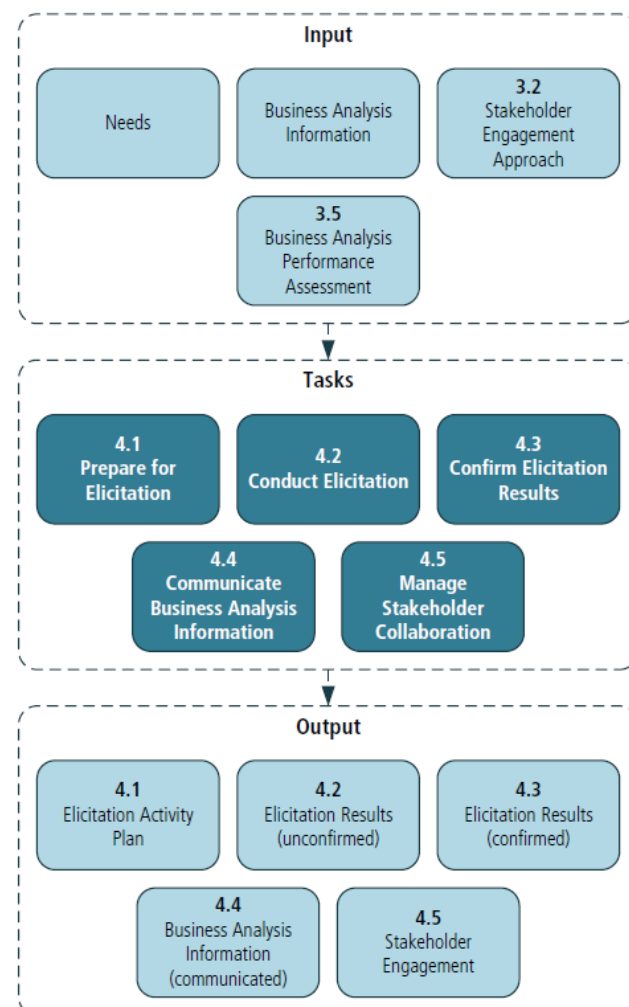 Input
Needs
Business Analysis
Information
3.2
Stakeholder
Engagement
Approach
3.5
Business Analysis
Performance
Assessment
Tasks
4.1
Prepare for
Elicitation
4.2
Conduct Elicitation
4.3
Confirm Elicitation
Results
4.4
Communicate
Business Analysis
Information
4.5
Manage
Stakeholder
Collaboration
Output
4.1
Elicitation Activity
Plan
4.2
Elicitation Results
(unconfirmed)
4.3
Elicitation Results
(confirmed)
4.4
Business Analysis
Information
(communicated)
4.5
Stakeholder
Engagement